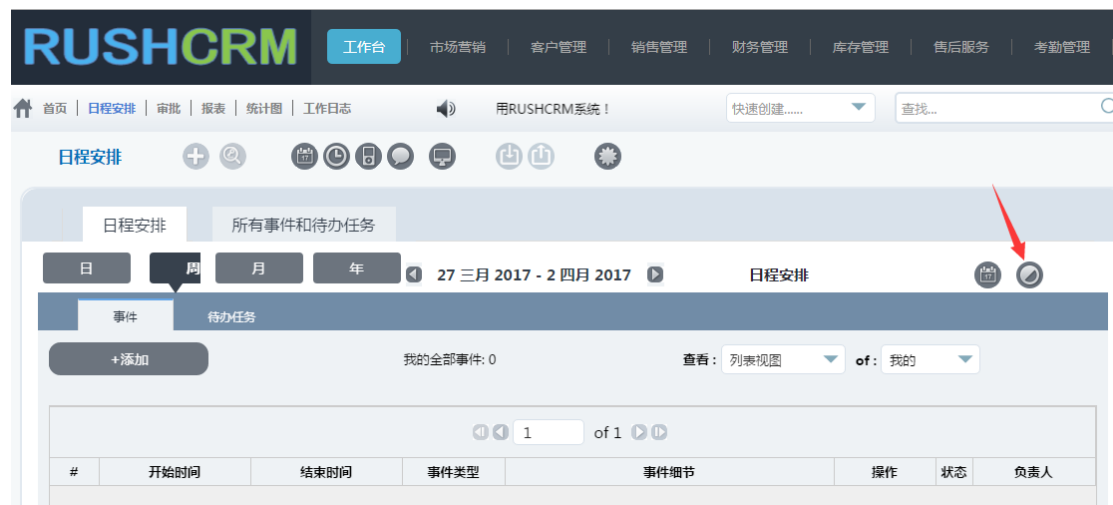 RUSHCRM 工作台 市场营销 客户管理 销售管理 财务管理 库存管理 售后服务 考勤管理
首页 日程安排 审批 报表 统计图 工作日志 用RUSHCRM系统！ 快速创建...... 查找...
日程安排
日程安排 所有事件和待办任务
日 周 月 年 27 三月 2017 - 2 四月 2017 日程安排
事件 待办任务
+添加 我的全部事件: 0 查看： 列表视图 of： 我的
1 of 1
# 开始时间 结束时间 事件类型 事件细节 操作 状态 负责人